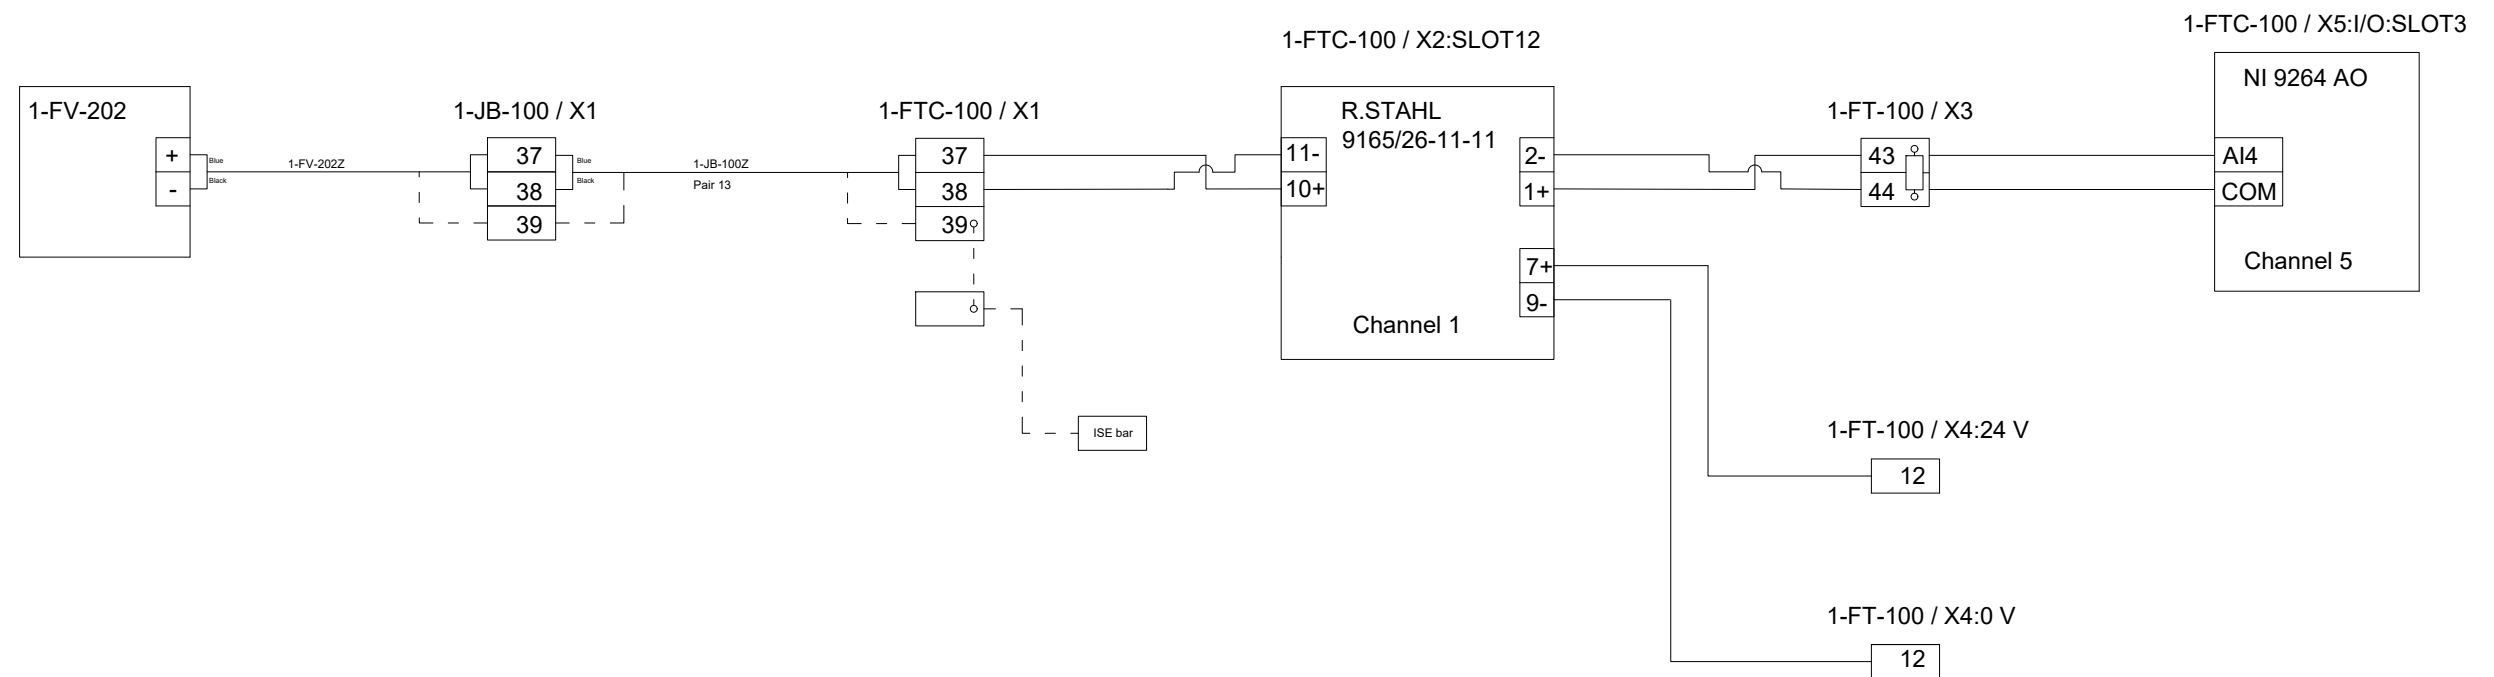 1-FTC-100 / X5:I/O:SLOT3
1-FTC-100 / X2:SLOT12
NI 9264 AO
1-FV-202
1-JB-100 / X1
1-FTC-100 / X1
R.STAHL
9165/26-11-11
1-FT-100 / X3
+
Blue
1-FV-202Z
37
Blue
1-JB-100Z
37
11-
2-
43
AI4
-
Black
38
Black
Pair 13
38
10+
1+
44
COM
39
39
7+
Channel 5
9-
Channel 1
ISE bar
1-FT-100 / X4:24 V
12
1-FT-100 / X4:0 V
12